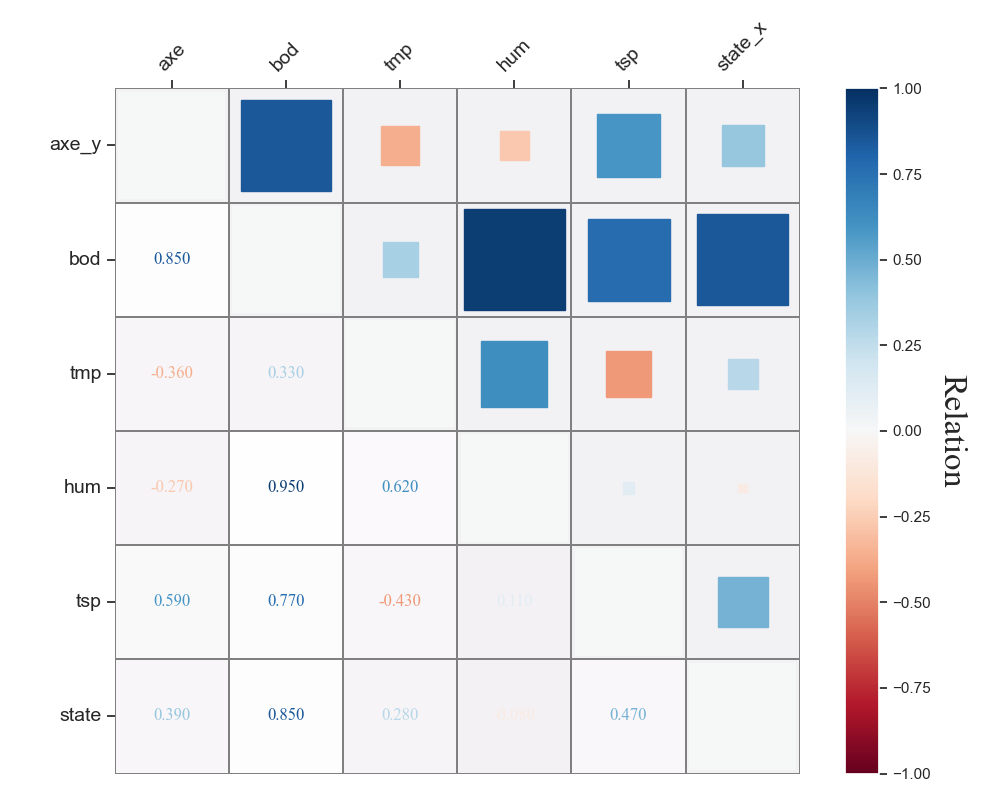 axe bod tmp hum tsp state_x
axe_y
bod 0.850
tmp -0.360 0.330
hum -0.270 0.950 0.620
tsp 0.590 0.770 -0.430 0.110
state 0.390 0.850 0.280 0.470
1.00
0.75
0.50
0.25
0.00
−0.25
−0.50
−0.75
−1.00
Relation